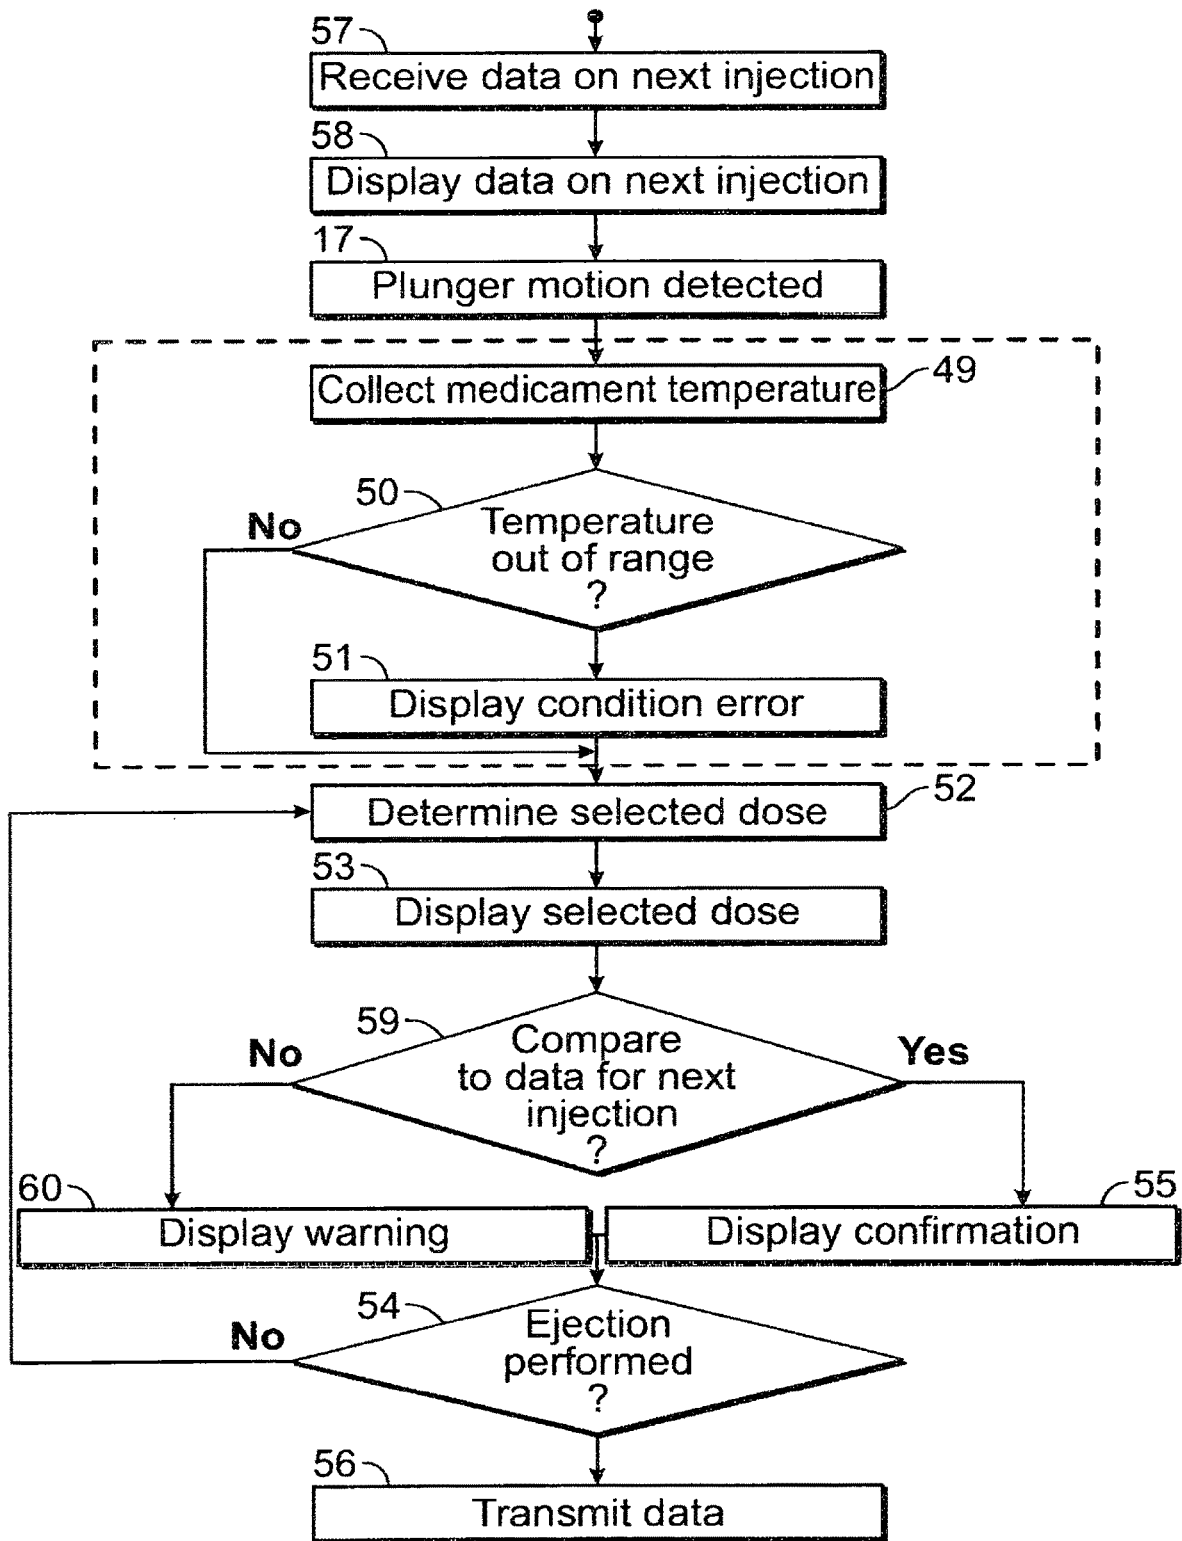 57
Receive data on next injection
58
Display data on next injection
17
Plunger motion detected
Collect medicament temperature
49
50
No
Temperature
out of range
?
51
Display condition error
Determine selected dose
52
53
Display selected dose
59
No
Compare
to data for next
injection
?
Yes
60
Display warning
55
Display confirmation
54
No
Ejection
performed
?
56
Transmit data